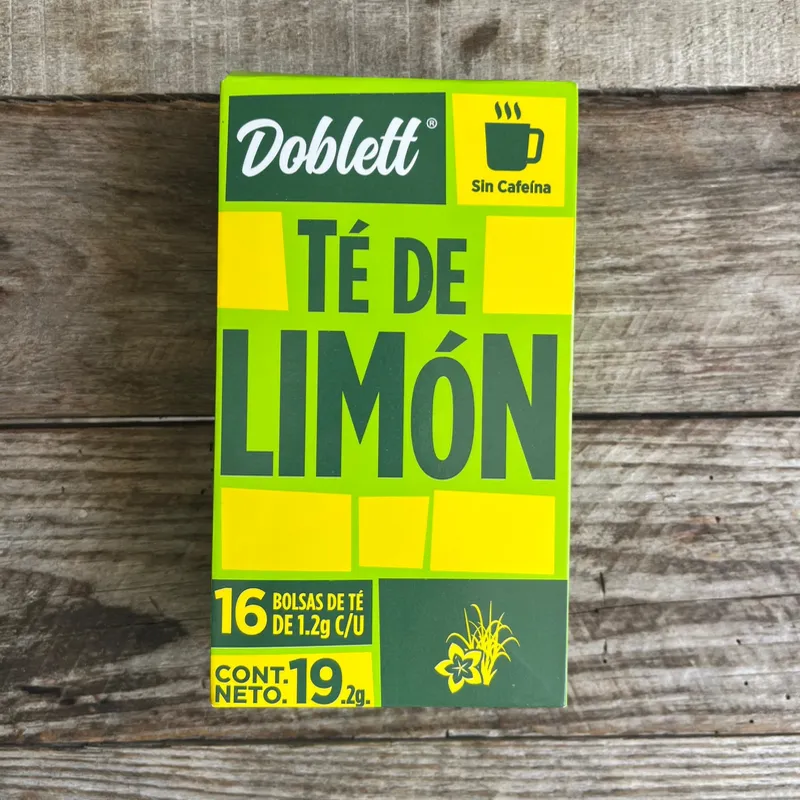 Doblett®
Sin Cafeína
TÉ DE
LIMÓN
16 BOLSAS DE TÉ
DE 1.2g C/U
CONT.
NETO. 19.2g.